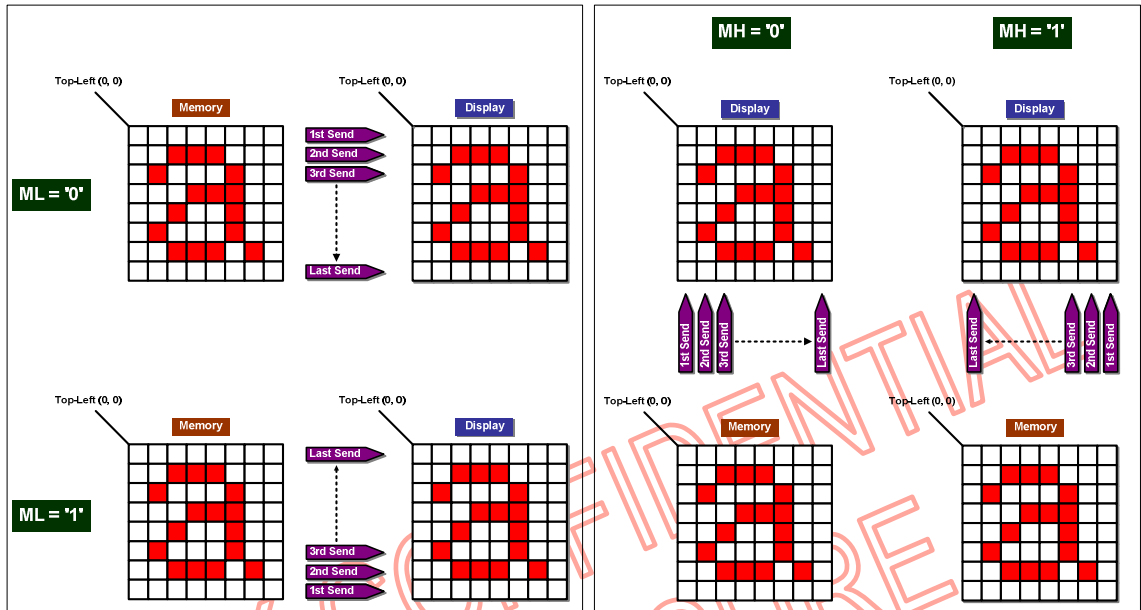 MH = '0'
MH = '1'
Top-Left (0, 0)
Top-Left (0, 0)
Top-Left (0, 0)
Top-Left (0, 0)
Memory
Display
Display
Display
1st Send
2nd Send
3rd Send
ML = '0'
Last Send
1st Send
2nd Send
3rd Send
Last Send
Last Send
3rd Send
2nd Send
1st Send
Top-Left (0, 0)
Top-Left (0, 0)
Top-Left (0, 0)
Top-Left (0, 0)
Memory
Display
Memory
Memory
Last Send
ML = '1'
3rd Send
2nd Send
1st Send